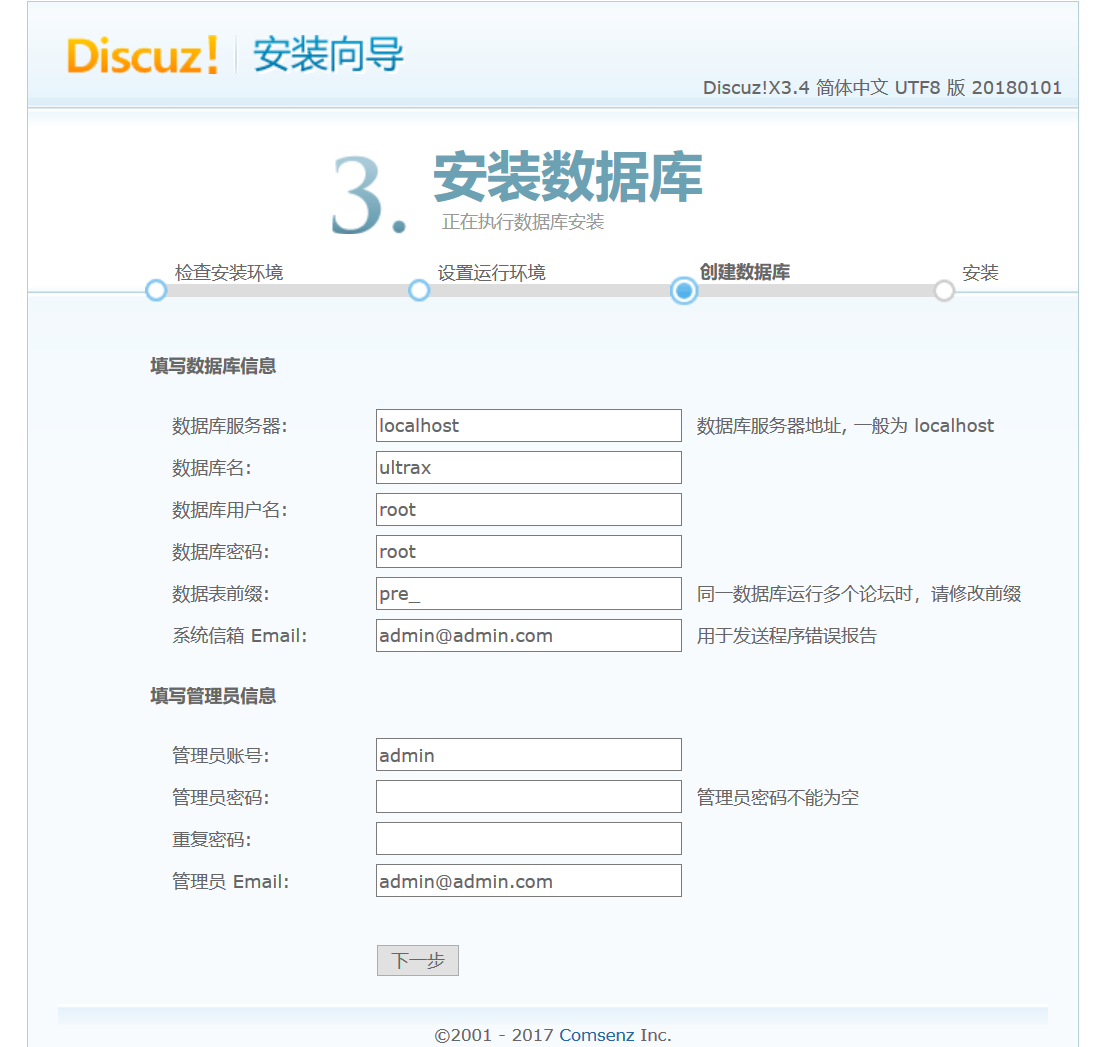 Discuz! 安装向导
Discuz!X3.4 简体中文 UTF8 版 20180101
3. 安装数据库
正在执行数据库安装
检查安装环境 设置运行环境 创建数据库 安装
填写数据库信息
数据库服务器: localhost 数据库服务器地址, 一般为 localhost
数据库名: ultrax
数据库用户名: root
数据库密码: root
数据表前缀: pre_ 同一数据库运行多个论坛时，请修改前缀
系统信箱 Email: admin@admin.com 用于发送程序错误报告
填写管理员信息
管理员账号: admin
管理员密码: 管理员密码不能为空
重复密码:
管理员 Email: admin@admin.com
下一步
©2001 - 2017 Comsenz Inc.